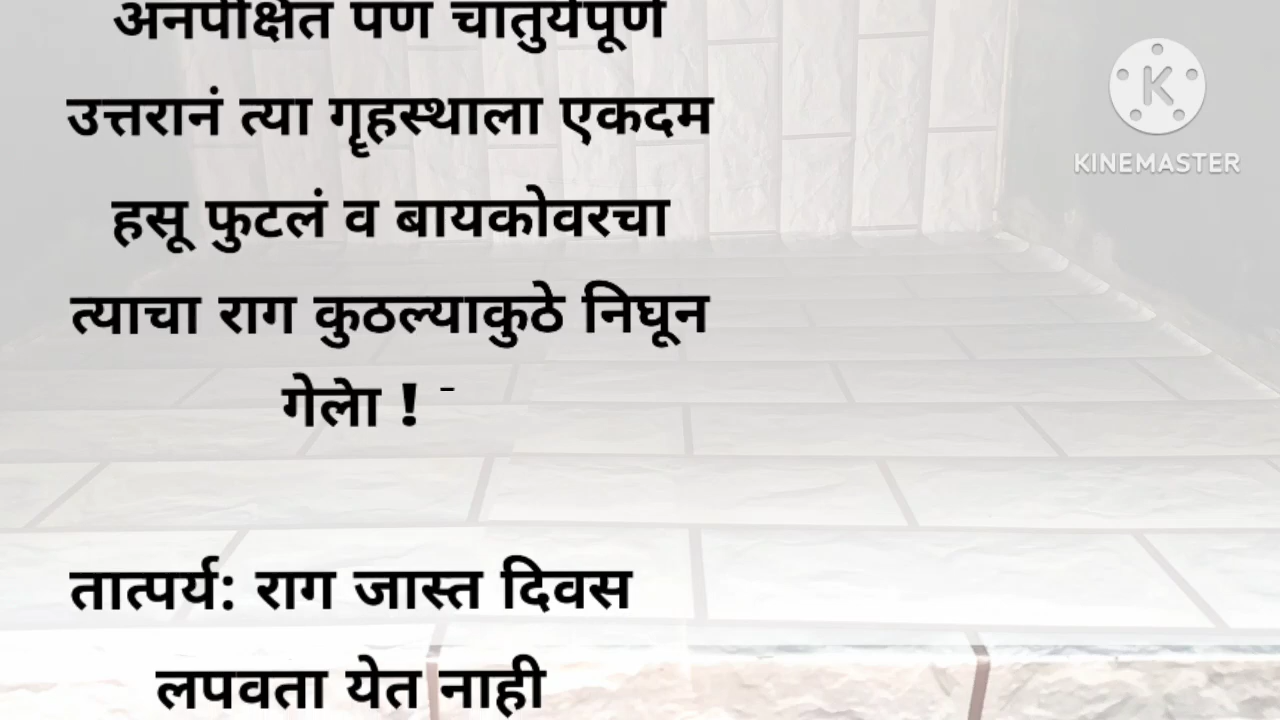 अनपेक्षित पण चातुर्यपूर्ण
उत्तरानं त्या गृहस्थाला एकदम
हसू फुटलं व बायकोवरचा
त्याचा राग कुठल्याकुठे निघून
गेला !
तात्पर्य: राग जास्त दिवस
लपवता येत नाही
KINEMASTER